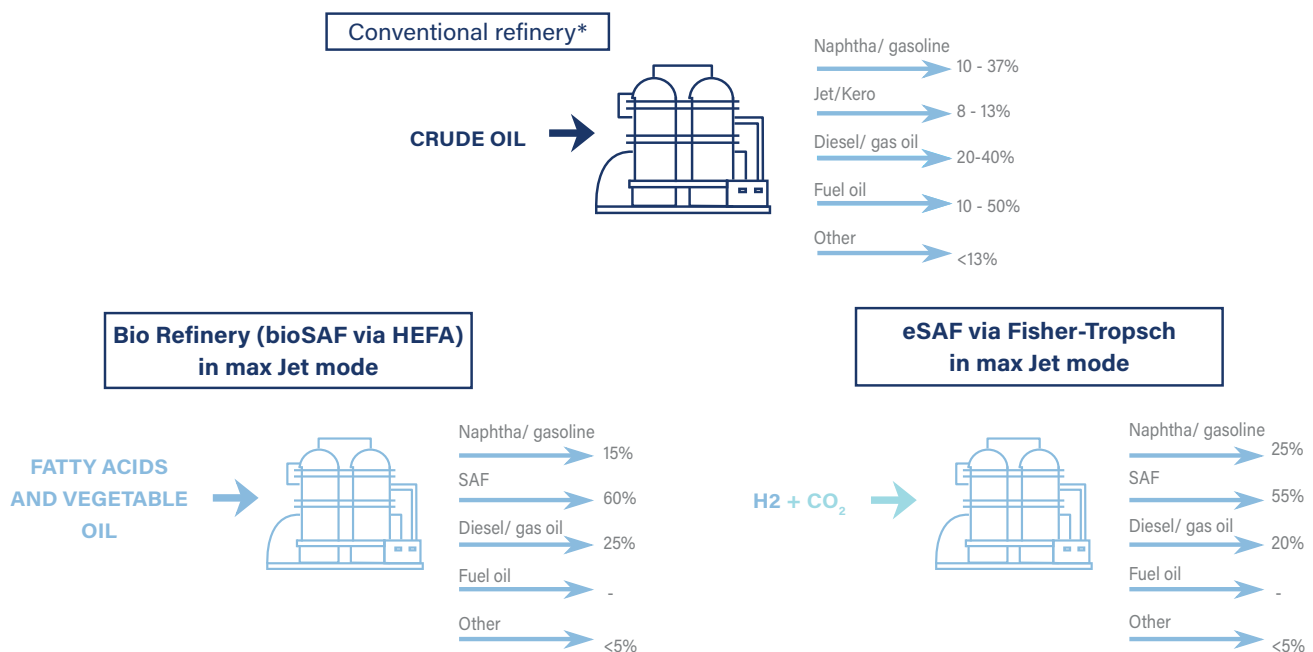 Conventional refinery*
CRUDE OIL
Naphtha/ gasoline
10 - 37%
Jet/Kero
8 - 13%
Diesel/ gas oil
20-40%
Fuel oil
10 - 50%
Other
<13%
Bio Refinery (bioSAF via HEFA)
in max Jet mode
FATTY ACIDS
AND VEGETABLE
OIL
Naphtha/ gasoline
15%
SAF
60%
Diesel/ gas oil
25%
Fuel oil
-
Other
<5%
eSAF via Fisher-Tropsch
in max Jet mode
H2 + CO₂
Naphtha/ gasoline
25%
SAF
55%
Diesel/ gas oil
20%
Fuel oil
-
Other
<5%